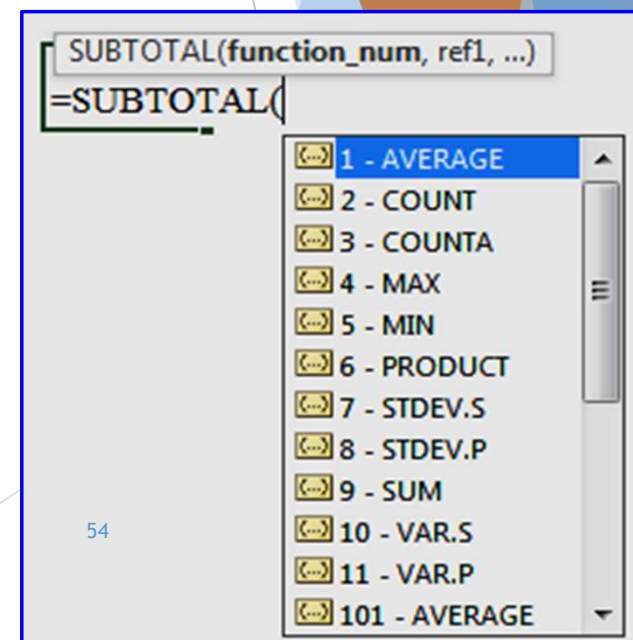 SUBTOTAL(function_num, ref1, ...)
=SUBTOTAL(
(...) 1 - AVERAGE
(...) 2 - COUNT
(...) 3 - COUNTA
(...) 4 - MAX
(...) 5 - MIN
(...) 6 - PRODUCT
(...) 7 - STDEV.S
(...) 8 - STDEV.P
(...) 9 - SUM
54
(...) 10 - VAR.S
(...) 11 - VAR.P
(...) 101 - AVERAGE